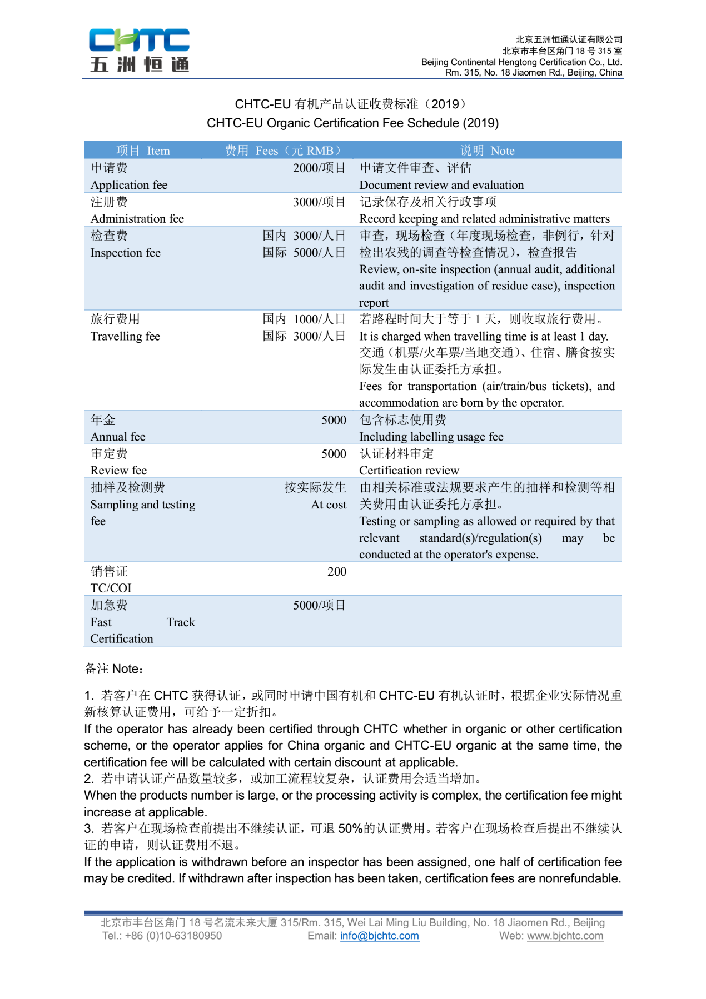 CHTC
五洲恒通
北京五洲恒通认证有限公司
北京市丰台区角门 18 号 315 室
Beijing Continental Hengtong Certification Co., Ltd.
Rm. 315, No. 18 Jiaomen Rd., Beijing, China
CHTC-EU 有机产品认证收费标准（2019）
CHTC-EU Organic Certification Fee Schedule (2019)
项目 Item 费用 Fees（元 RMB） 说明 Note
申请费 2000/项目 申请文件审查、评估
Application fee Document review and evaluation
注册费 3000/项目 记录保存及相关行政事项
Administration fee Record keeping and related administrative matters
检查费 国内 3000/人日 审查，现场检查（年度现场检查，非例行，针对
Inspection fee 国际 5000/人日 检出农残的调查等检查情况），检查报告
Review, on-site inspection (annual audit, additional
audit and investigation of residue case), inspection
report
旅行费用 国内 1000/人日 若路程时间大于等于 1 天，则收取旅行费用。
Travelling fee 国际 3000/人日 It is charged when travelling time is at least 1 day.
交通（机票/火车票/当地交通）、住宿、膳食按实
际发生由认证委托方承担。
Fees for transportation (air/train/bus tickets), and
accommodation are born by the operator.
年金 5000 包含标志使用费
Annual fee Including labelling usage fee
审定费 5000 认证材料审定
Review fee Certification review
抽样及检测费 按实际发生 由相关标准或法规要求产生的抽样和检测等相
Sampling and testing At cost 关费用由认证委托方承担。
fee Testing or sampling as allowed or required by that
relevant standard(s)/regulation(s) may be
conducted at the operator's expense.
销售证 200
TC/COI
加急费 5000/项目
Fast Track
Certification
备注 Note：
1. 若客户在 CHTC 获得认证，或同时申请中国有机和 CHTC-EU 有机认证时，根据企业实际情况重
新核算认证费用，可给予一定折扣。
If the operator has already been certified through CHTC whether in organic or other certification
scheme, or the operator applies for China organic and CHTC-EU organic at the same time, the
certification fee will be calculated with certain discount at applicable.
2. 若申请认证产品数量较多，或加工流程较复杂，认证费用会适当增加。
When the products number is large, or the processing activity is complex, the certification fee might
increase at applicable.
3. 若客户在现场检查前提出不继续认证，可退 50%的认证费用。若客户在现场检查后提出不继续认
证的申请，则认证费用不退。
If the application is withdrawn before an inspector has been assigned, one half of certification fee
may be credited. If withdrawn after inspection has been taken, certification fees are nonrefundable.
北京市丰台区角门 18 号名流未来大厦 315/Rm. 315, Wei Lai Ming Liu Building, No. 18 Jiaomen Rd., Beijing
Tel.: +86 (0)10-63180950 Email: info@bjchtc.com Web: www.bjchtc.com